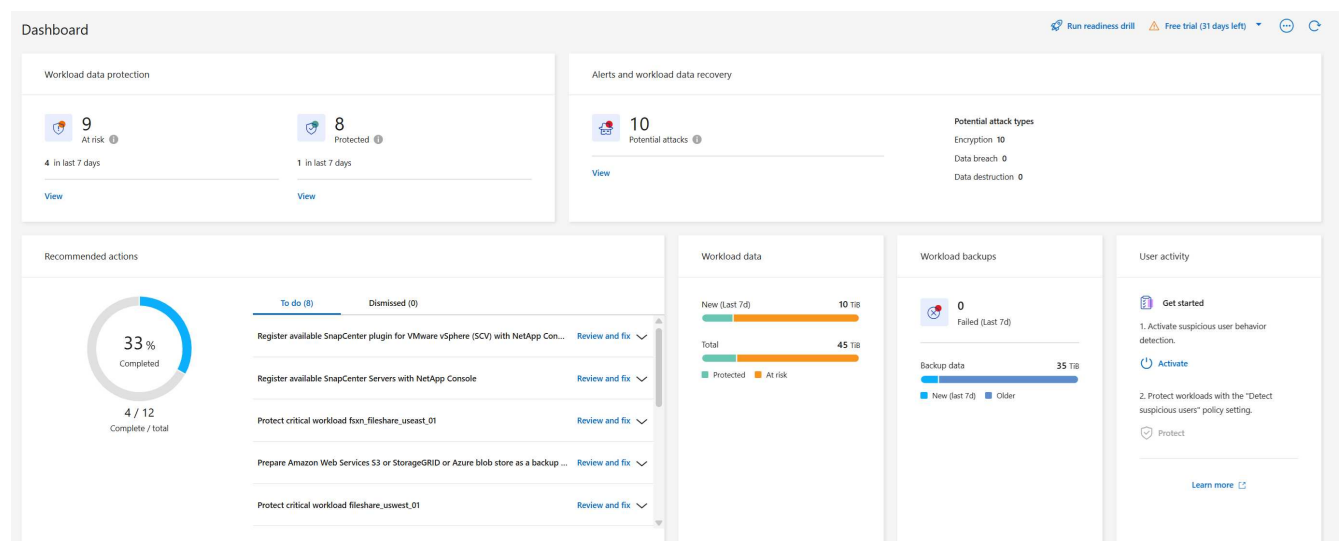 Dashboard
Run readiness drill
Free trial (31 days left)
Workload data protection
9
At risk
4 in last 7 days
View
8
Protected
1 in last 7 days
View
Alerts and workload data recovery
10
Potential attacks
View
Potential attack types
Encryption 10
Data breach 0
Data destruction 0
Recommended actions
33 %
Completed
4 / 12
Complete / total
To do (8)
Dismissed (0)
Register available SnapCenter plugin for VMware vSphere (SCV) with NetApp Con... Review and fix
Register available SnapCenter Servers with NetApp Console Review and fix
Protect critical workload fsxn_fileshare_useast_01 Review and fix
Prepare Amazon Web Services S3 or StorageGRID or Azure blob store as a backup ... Review and fix
Protect critical workload fileshare_uswest_01 Review and fix
Workload data
New (Last 7d) 10 TiB
Total 45 TiB
Protected At risk
Workload backups
0
Failed (Last 7d)
Backup data 35 TiB
New (last 7d) Older
User activity
Get started
1. Activate suspicious user behavior
detection.
Activate
2. Protect workloads with the "Detect
suspicious users" policy setting.
Protect
Learn more